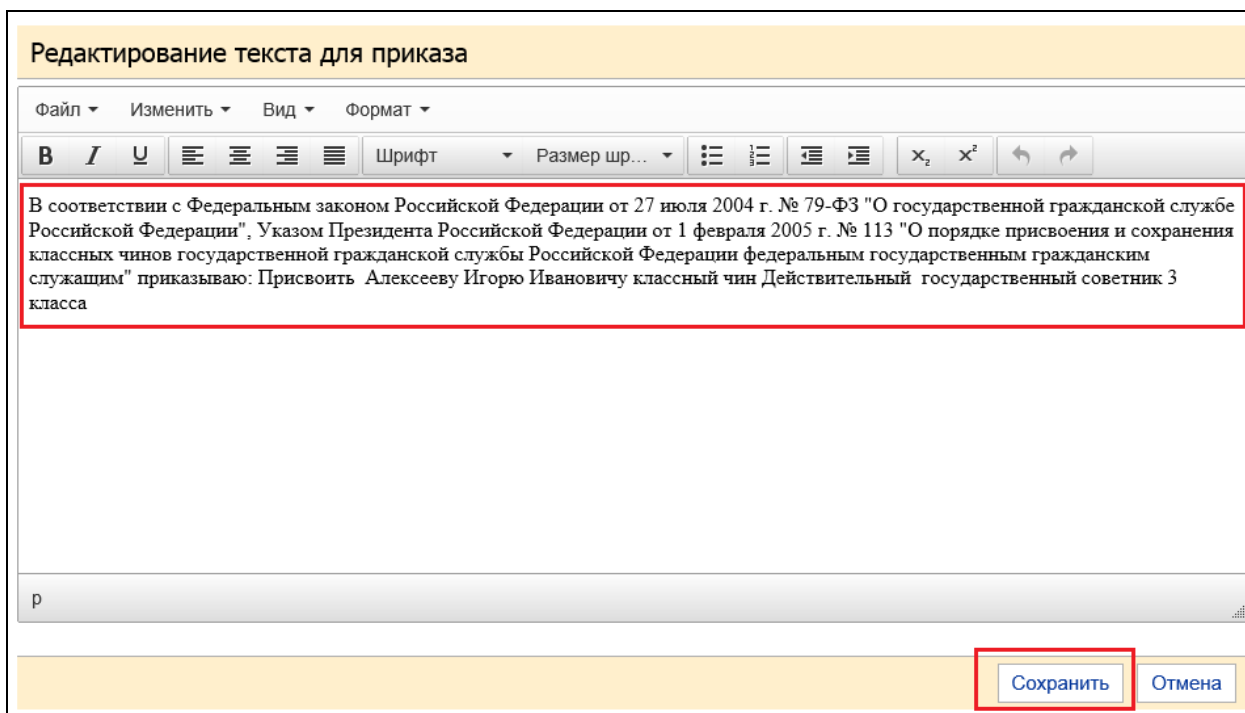 Редактирование текста для приказа
Файл Изменить Вид Формат
B I U Шрифт Размер шр... X₂ X²
В соответствии с Федеральным законом Российской Федерации от 27 июля 2004 г. № 79-ФЗ "О государственной гражданской службе
Российской Федерации", Указом Президента Российской Федерации от 1 февраля 2005 г. № 113 "О порядке присвоения и сохранения
классных чинов государственной гражданской службы Российской Федерации федеральным государственным гражданским
служащим" приказываю: Присвоить  Алексееву Игорю Ивановичу классный чин Действительный  государственный советник 3
класса
p
Сохранить Отмена